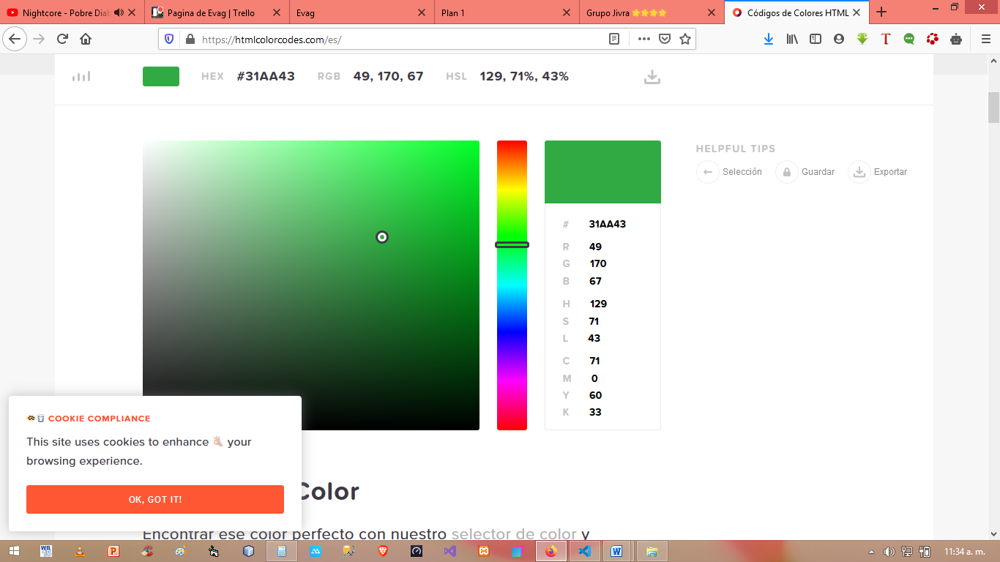 Nightcore - Pobre Diab
Pagina de Evag | Trello
Evag
Plan 1
Grupo Jivra ⭐⭐⭐⭐
Códigos de Colores HTML
https://htmlcolorcodes.com/es/
HEX #31AA43 RGB 49, 170, 67 HSL 129, 71%, 43%
HELPFUL TIPS
Selección Guardar Exportar
# 31AA43
R 49
G 170
B 67
H 129
S 71
L 43
C 71
M 0
Y 60
K 33
COOKIE COMPLIANCE
This site uses cookies to enhance 👌🏼 your
browsing experience.
OK, GOT IT!
Color
Encontrar ese color perfecto con nuestro selector de color y
11:34 a. m.